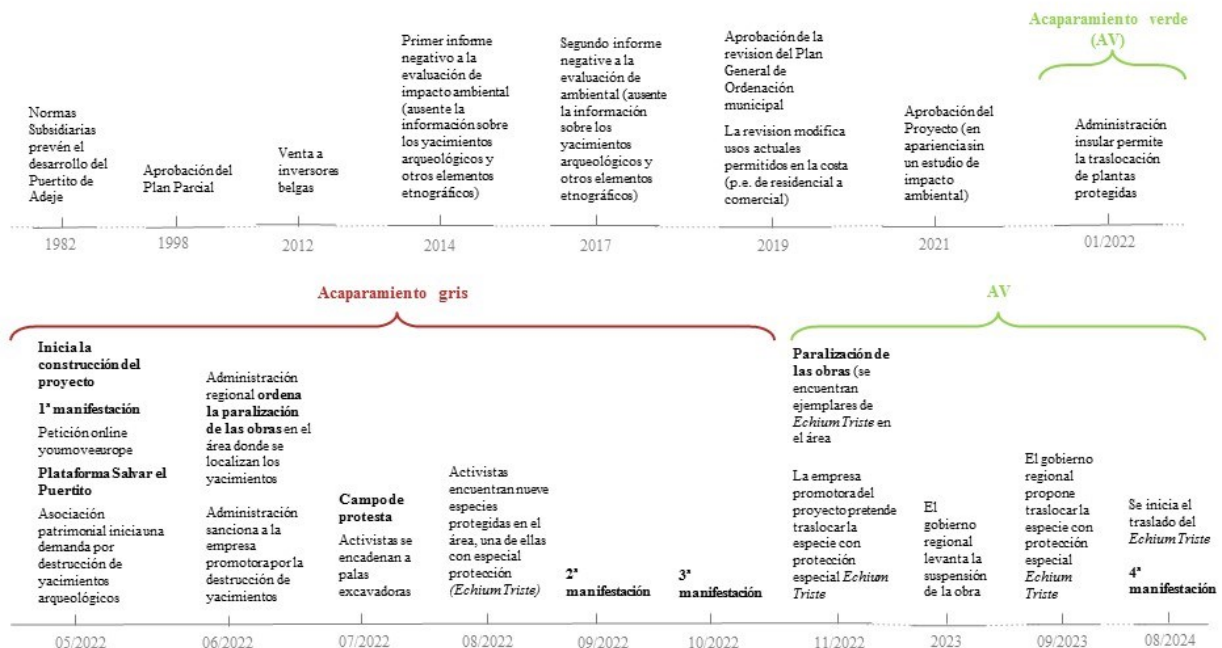 Acaparamiento verde
(AV)
Normas
Subsidiarias
prevén el
desarrollo del
Puertito de
Adeje
1982
Aprobación del
Plan Parcial
1998
Venta a
inversores
belgas
2012
Primer informe
negativo a la
evaluación de
impacto ambiental
(ausente la
información sobre
los yacimientos
arqueológicos y
otros elementos
etnográficos)
2014
Segundo informe
negative a la
evaluación de
ambiental (ausente
la información
sobre los
yacimientos
arqueológicos y
otros elementos
etnográficos)
2017
Aprobación de la
revision del Plan
General de
Ordenación
municipal
La revision modifica
usos actuales
permitidos en la costa
(p.e. de residencial a
comercial)
2019
Aprobación del
Proyecto (en
apariencia sin
un estudio de
impacto
ambiental)
2021
Administración
insular permite
la traslocación
de plantas
protegidas
01/2022
Acaparamiento gris
AV
Inicia la
construcción del
proyecto
1ª manifestación
Petición online
youmoveeurope
Plataforma Salvar el
Puertito
Asociación
patrimonial inicia una
demanda por
destrucción de
yacimientos
arqueológicos
05/2022
Administración
regional ordena
la paralización
de las obras en el
área donde se
localizan los
yacimientos
Administración
sanciona a la
empresa
promotora por la
destrucción de
yacimientos
06/2022
Campo de
protesta
Activistas se
encadenan a
palas
excavadoras
07/2022
Activistas
encuentran nueve
especies
protegidas en el
área, una de ellas
con especial
protección
(Echium Triste)
08/2022
2ª
manifestación
09/2022
3ª
manifestación
10/2022
Paralización de
las obras (se
encuentran
ejemplares de
Echium Triste en
el área)
La empresa
promotora del
proyecto pretende
traslocar la
especie con
protección
especial Echium
Triste
11/2022
El
gobierno
regional
levanta la
suspensión
de la obra
2023
El gobierno
regional
propone
traslocar la
especie con
protección
especial
Echium
Triste
09/2023
Se inicia el
traslado del
Echium Triste
4ª
manifestación
08/2024